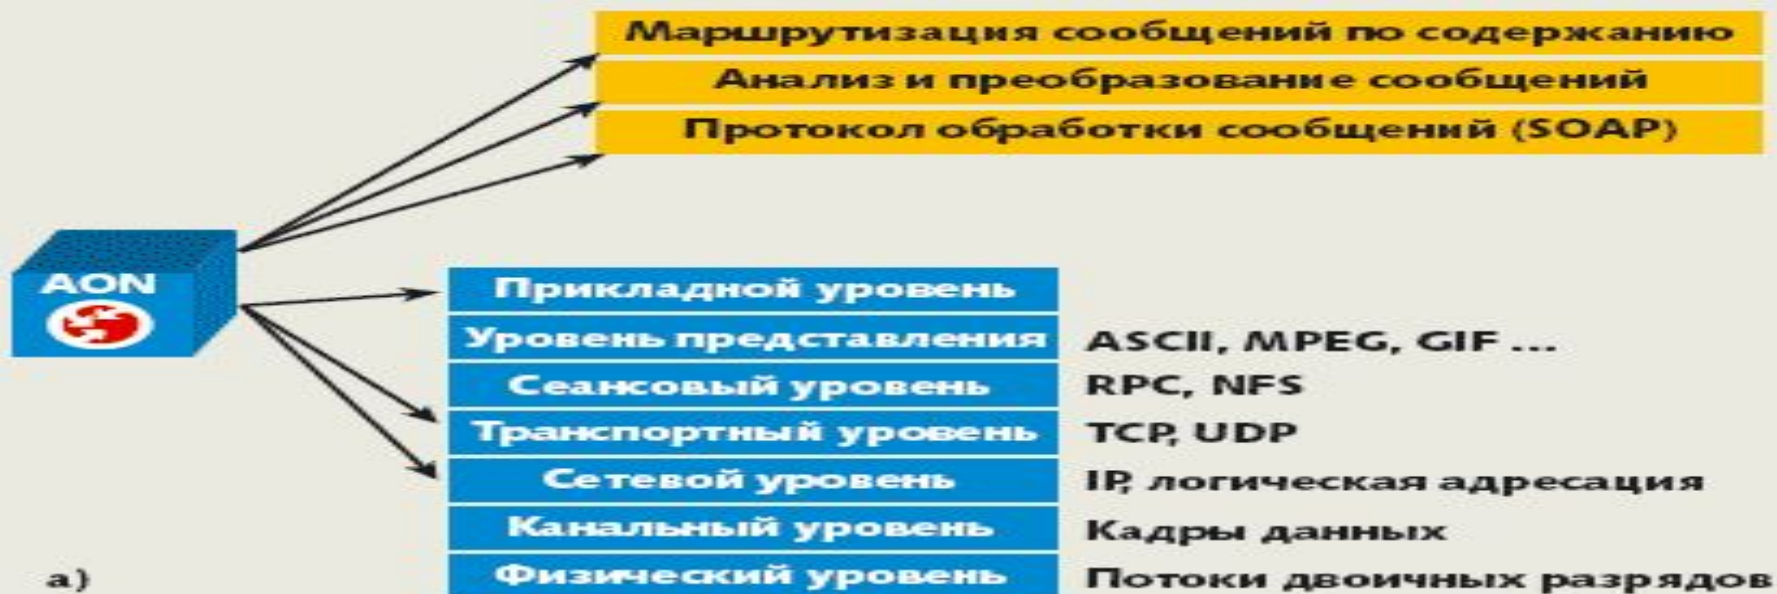 Маршрутизация сообщений по содержанию
Анализ и преобразование сообщений
Протокол обработки сообщений (SOAP)
AON
Прикладной уровень
Уровень представления ASCII, MPEG, GIF ...
Сеансовый уровень RPC, NFS
Транспортный уровень TCP, UDP
Сетевой уровень IP, логическая адресация
Канальный уровень Кадры данных
Физический уровень Потоки двоичных разрядов
а)